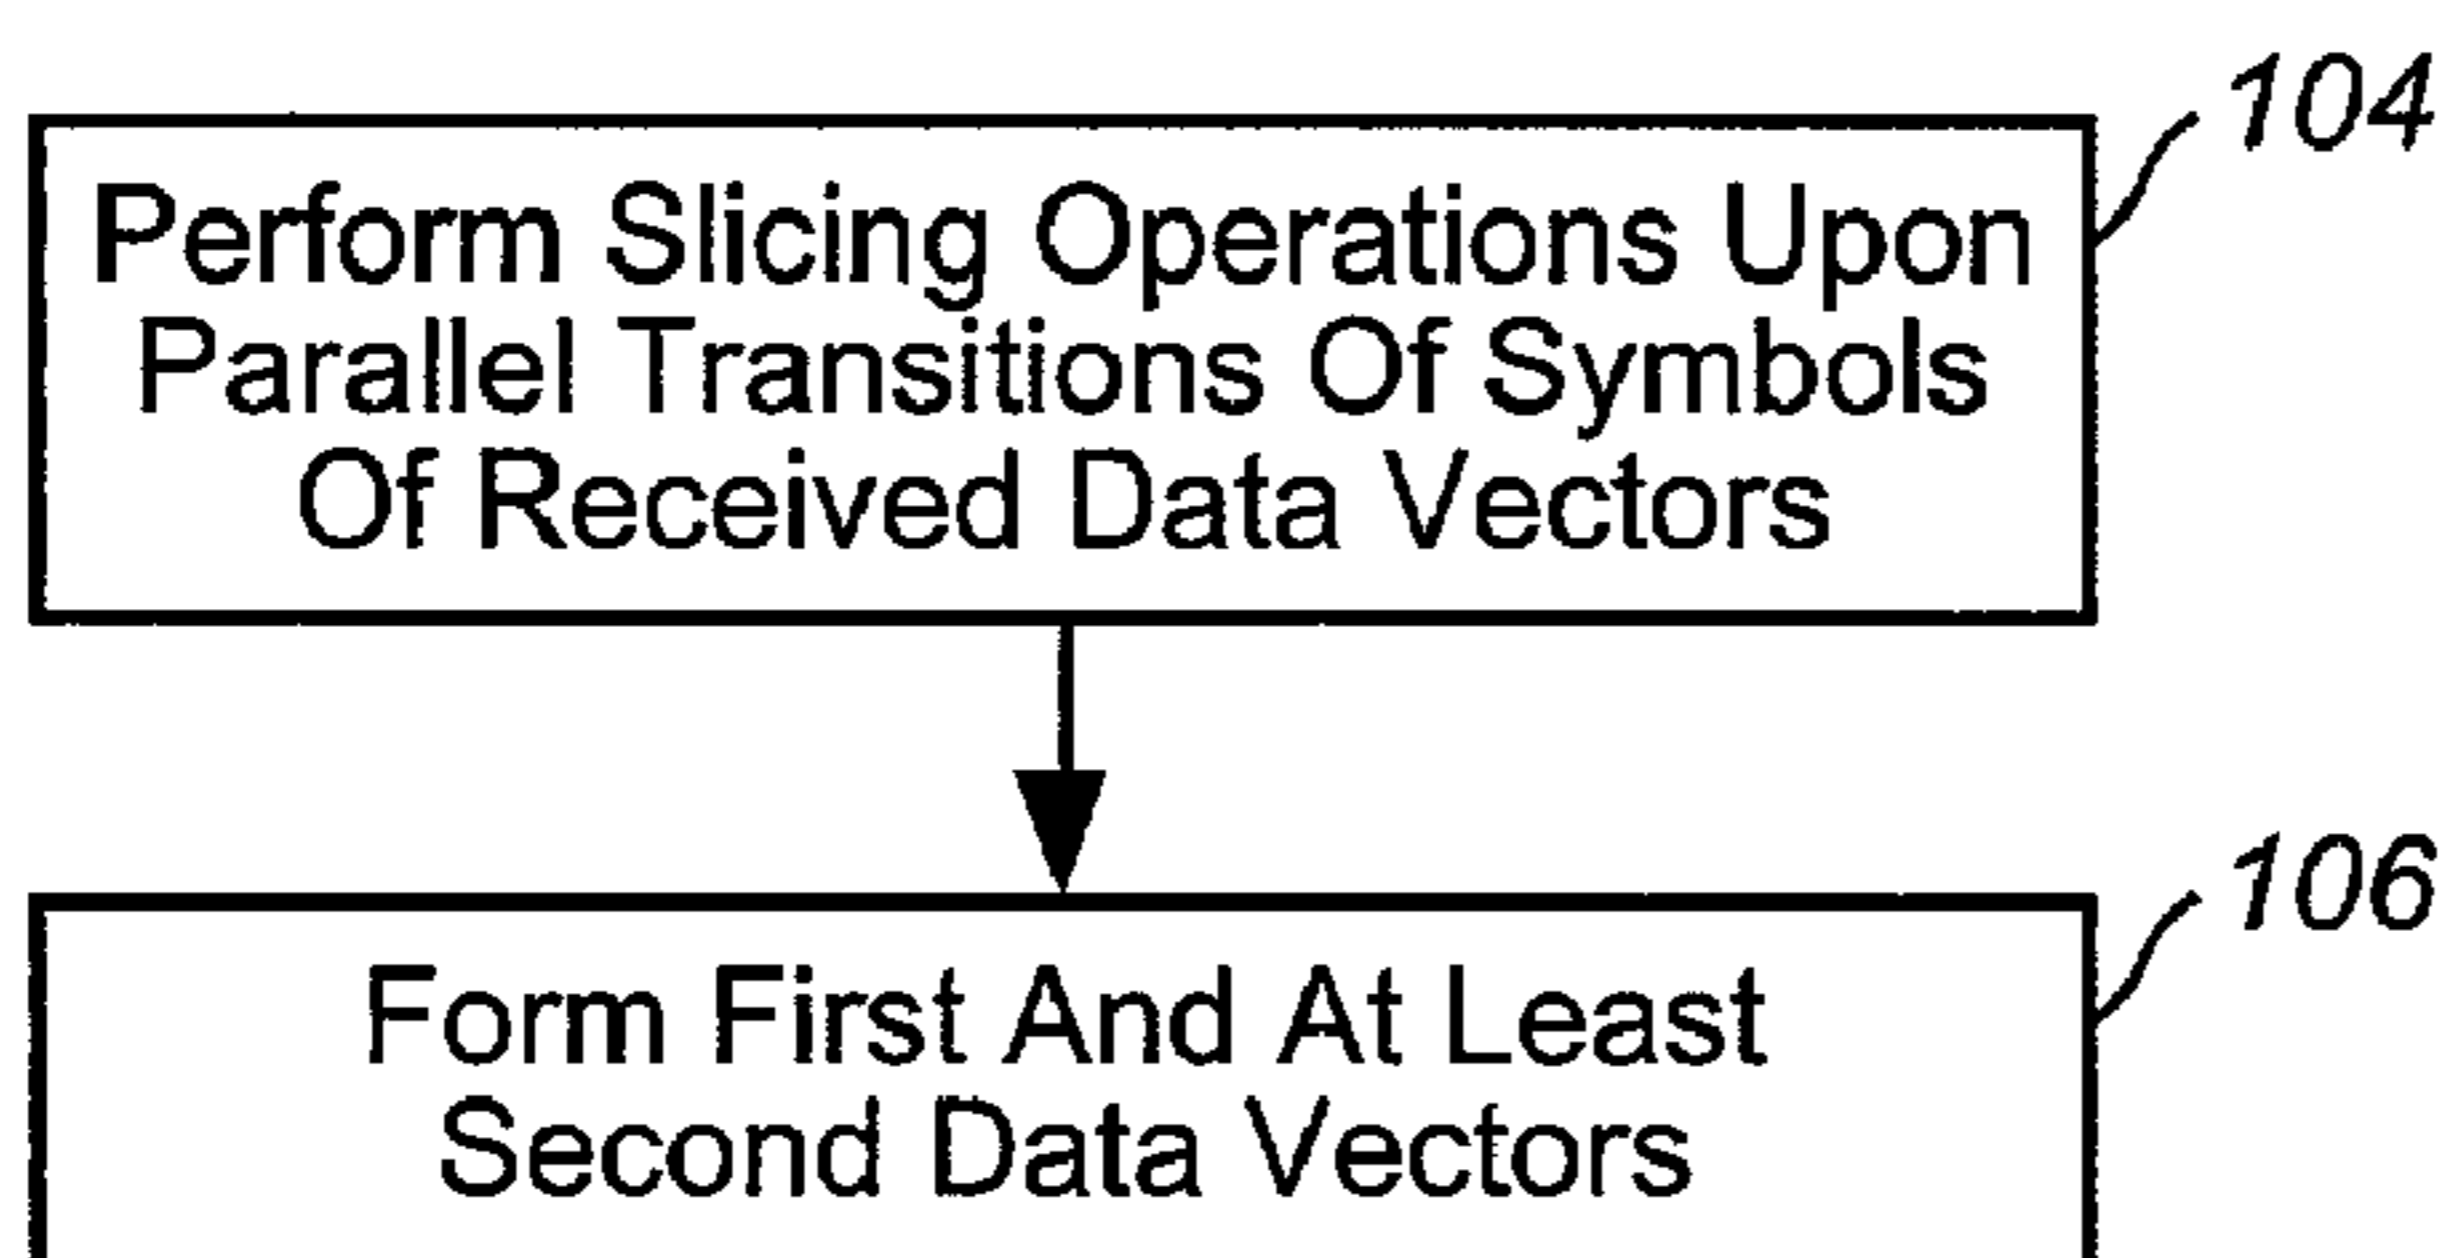 104
Perform Slicing Operations Upon
Parallel Transitions Of Symbols
Of Received Data Vectors
106
Form First And At Least
Second Data Vectors